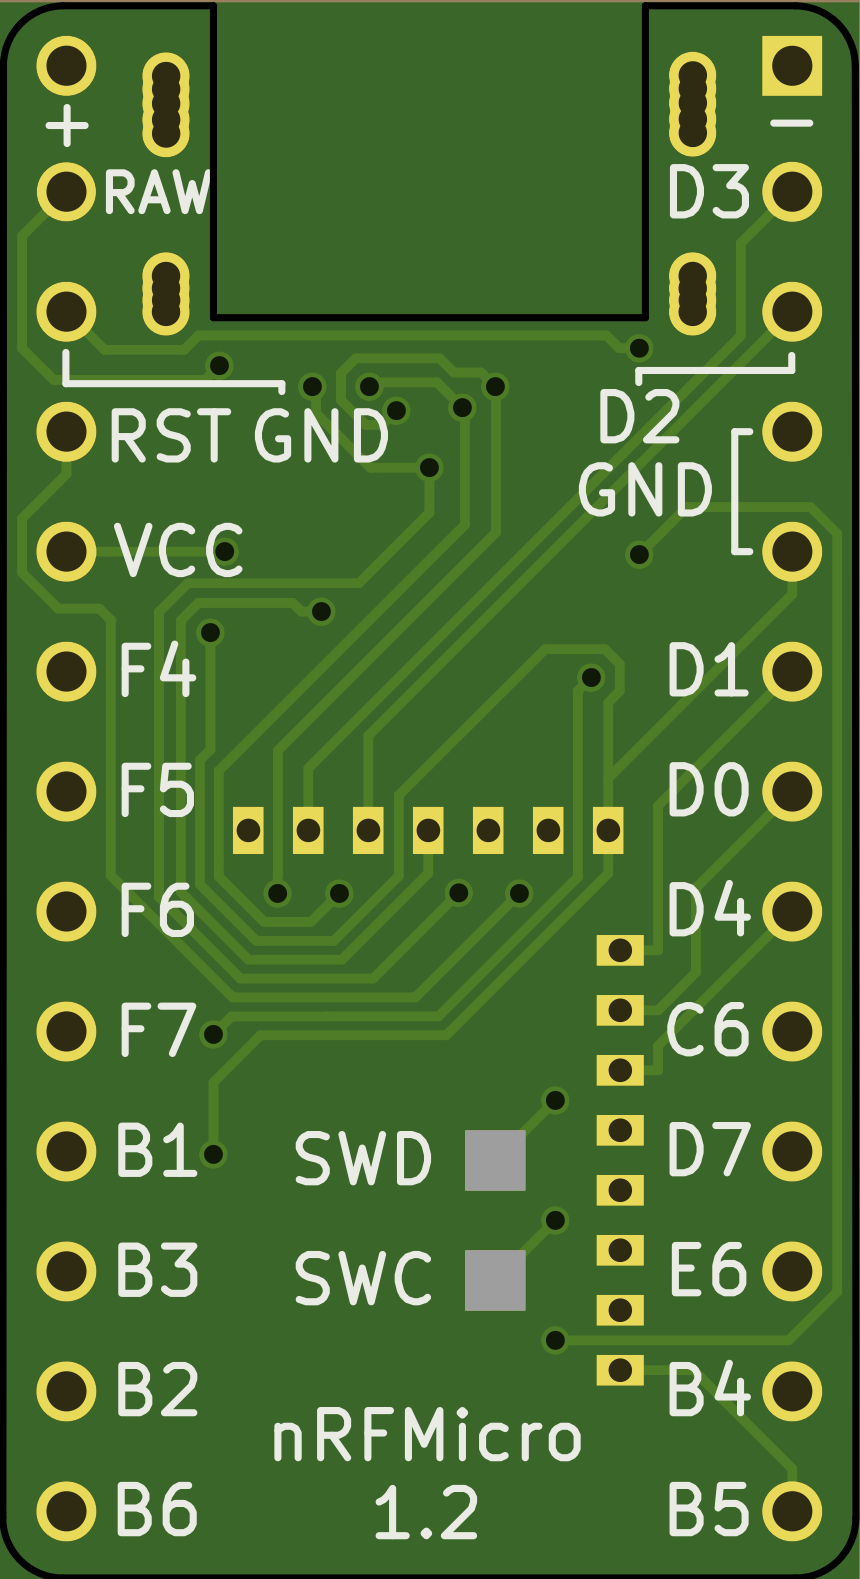 + −
RAW D3
D2
RST GND
GND
VCC
F4 D1
F5 D0
F6 D4
F7 C6
B1 SWD D7
B3 SWC E6
B2 B4
nRFMicro
B6 1.2 B5